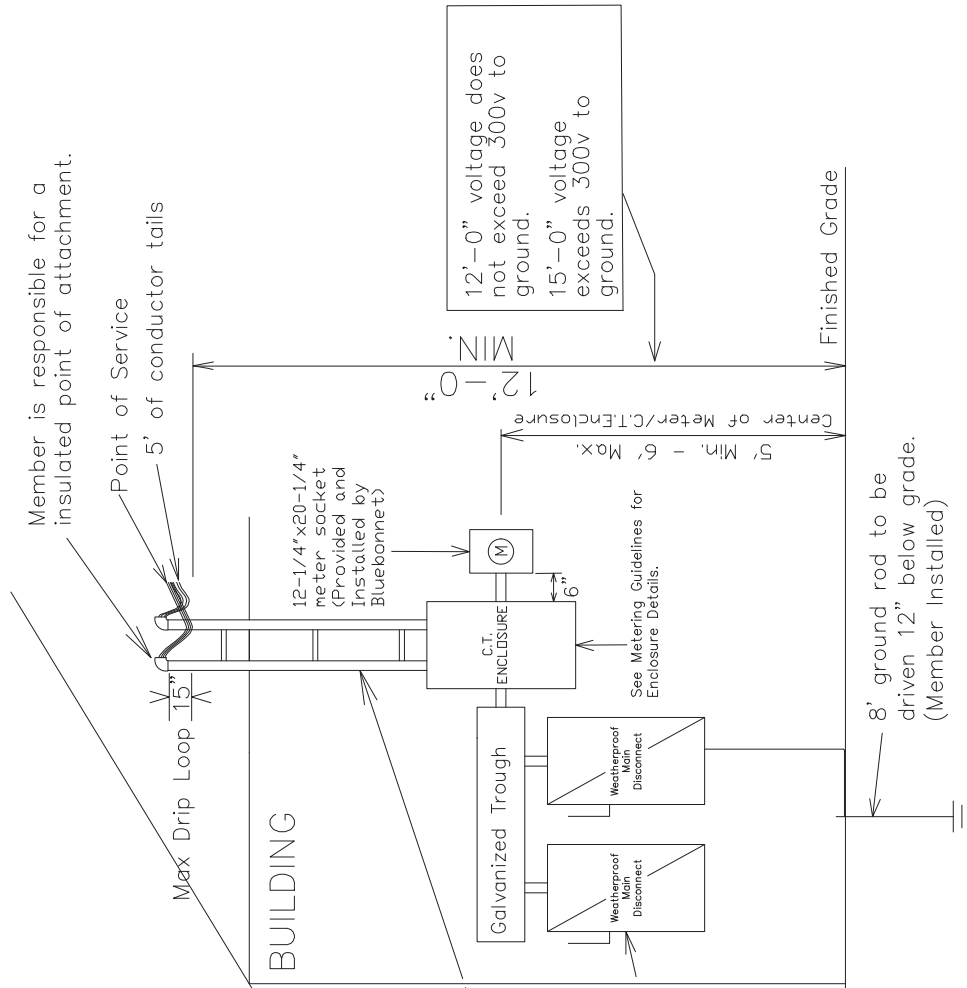 Member is responsible for a
insulated point of attachment.
Point of Service
5' of conductor tails
Max Drip Loop 15"
BUILDING
12-1/4"x20-1/4"
meter socket
(Provided and
Installed by
Bluebonnet)
M
6"
C.T.
ENCLOSURE
See Metering Guidelines for
Enclosure Details.
Galvanized Trough
Weatherproof
Main
Disconnect
Weatherproof
Main
Disconnect
12'-0"
MIN.
5' Min. - 6' Max.
Center of Meter/C.T.Enclosure
12'-0" voltage does
not exceed 300v to
ground.
15'-0" voltage
exceeds 300v to
ground.
Finished Grade
8' ground rod to be
driven 12" below grade.
(Member Installed)